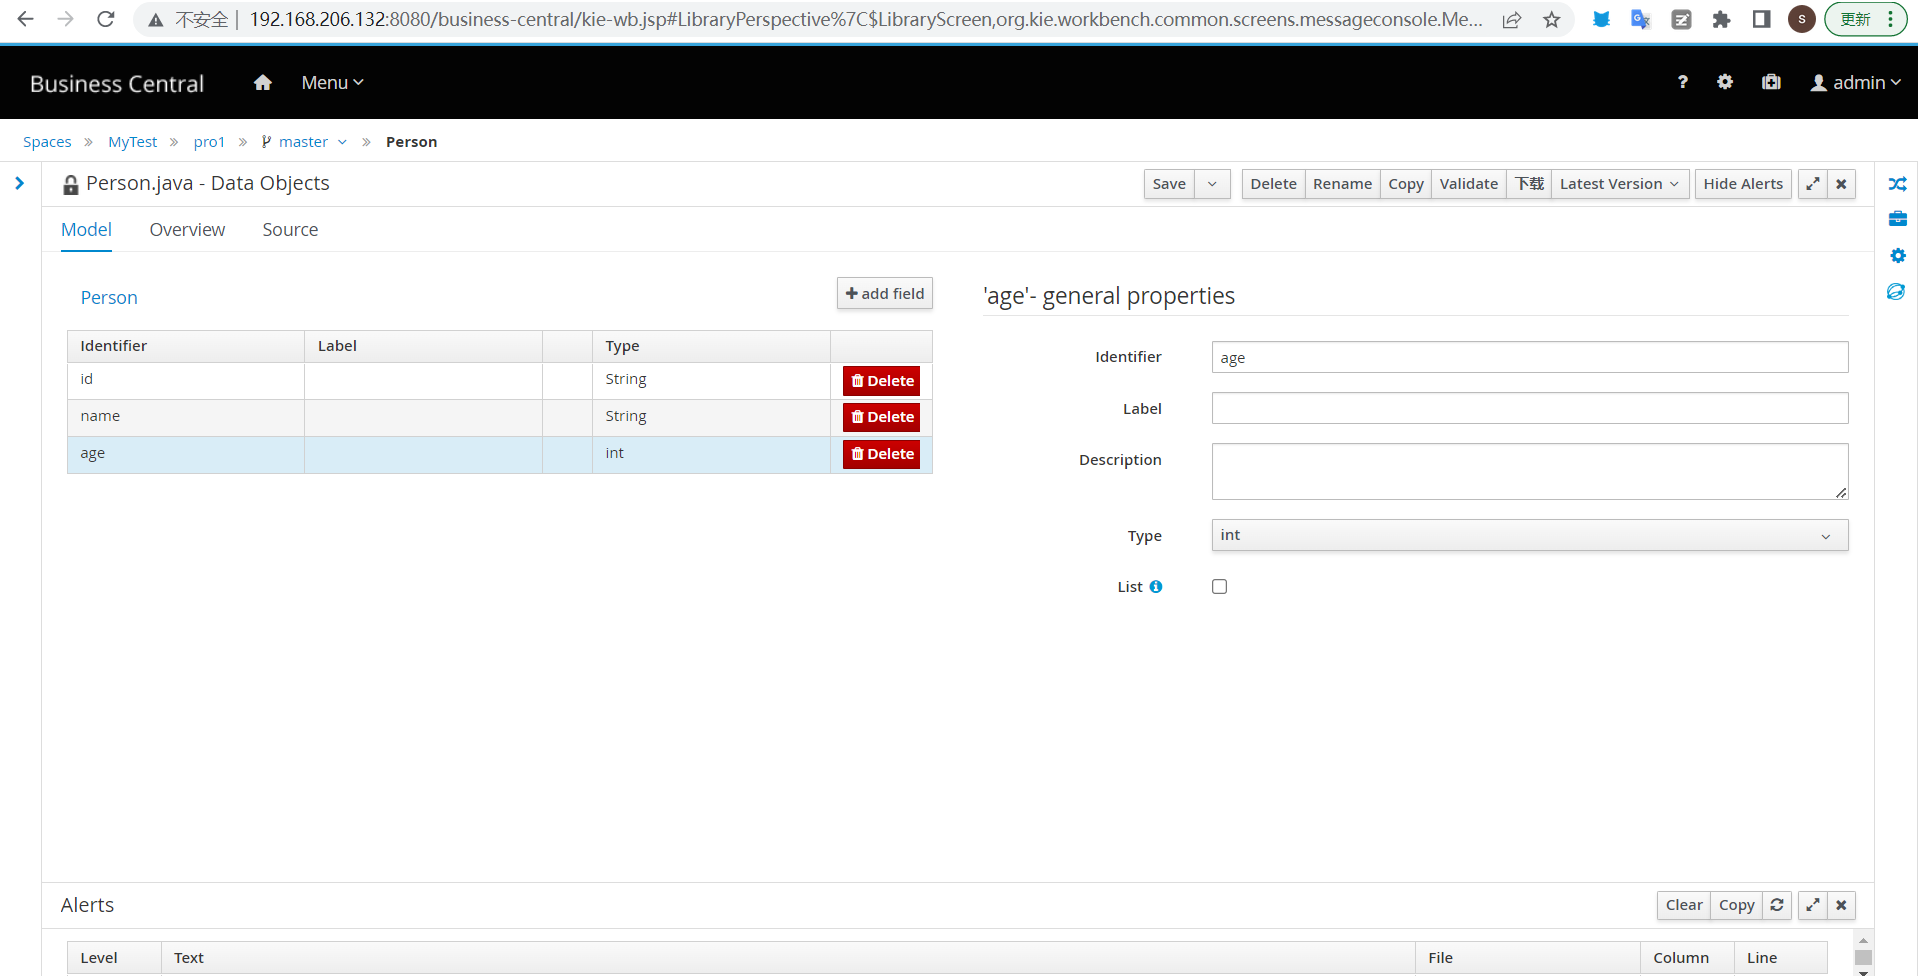 不安全 192.168.206.132:8080/business-central/kie-wb.jsp#LibraryPerspective%7C$LibraryScreen,org.kie.workbench.common.screens.messageconsole.Me... S 更新
Business Central Menu ? admin
Spaces » MyTest » pro1 » master » Person
Person.java - Data Objects Save Delete Rename Copy Validate 下载 Latest Version Hide Alerts
Model Overview Source
Person + add field
Identifier Label Type
id String Delete
name String Delete
age int Delete
'age'- general properties
Identifier age
Label
Description
Type int
List
Alerts Clear Copy
Level Text File Column Line